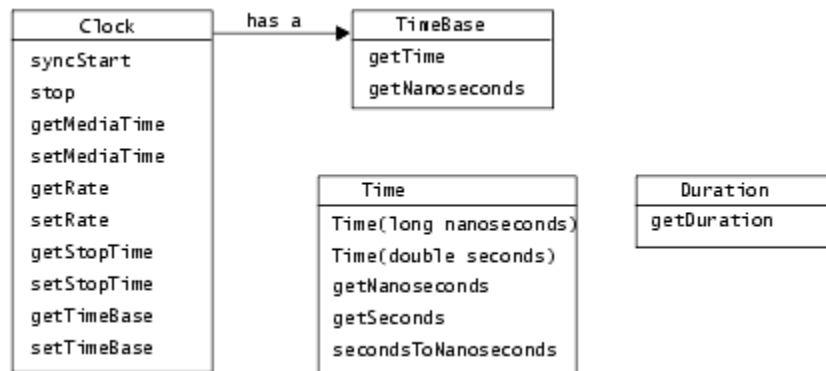 Clock
syncStart
stop
getMediaTime
setMediaTime
getRate
setRate
getStopTime
setStopTime
getTimeBase
setTimeBase
has a
TimeBase
getTime
getNanoseconds
Time
Time(long nanoseconds)
Time(double seconds)
getNanoseconds
getSeconds
secondsToNanoseconds
Duration
getDuration